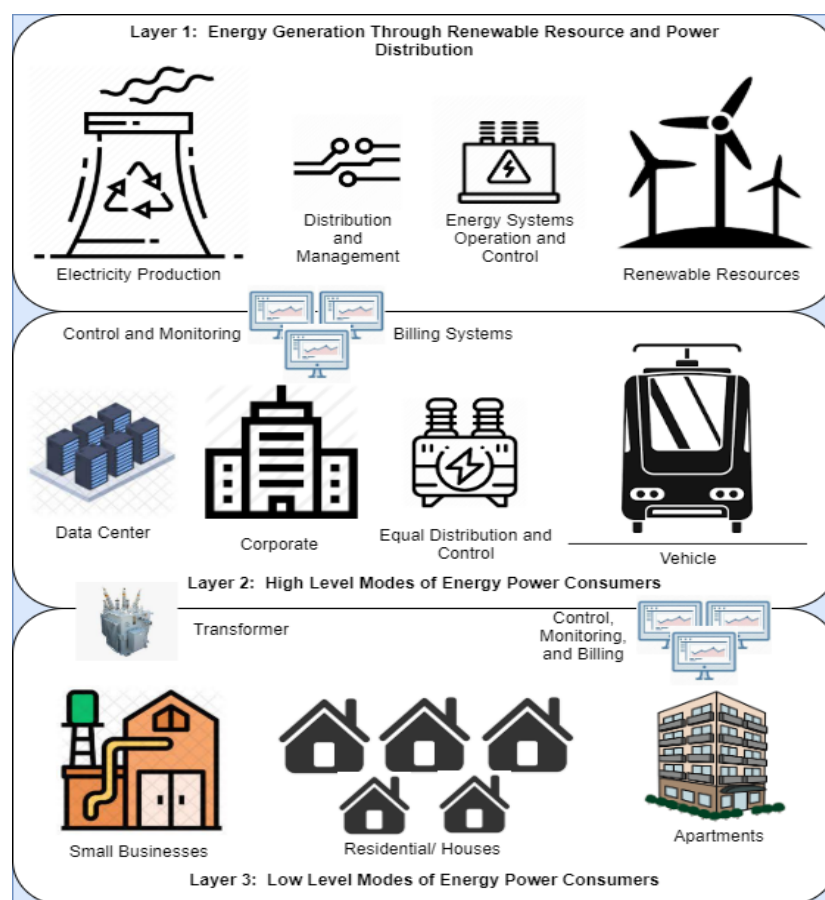 Layer 1: Energy Generation Through Renewable Resource and Power
Distribution
Electricity Production
Distribution
and
Management
Energy Systems
Operation and
Control
Renewable Resources
Control and Monitoring
Billing Systems
Data Center
Corporate
Equal Distribution and
Control
Vehicle
Layer 2: High Level Modes of Energy Power Consumers
Transformer
Control,
Monitoring,
and Billing
Small Businesses
Residential/ Houses
Apartments
Layer 3: Low Level Modes of Energy Power Consumers